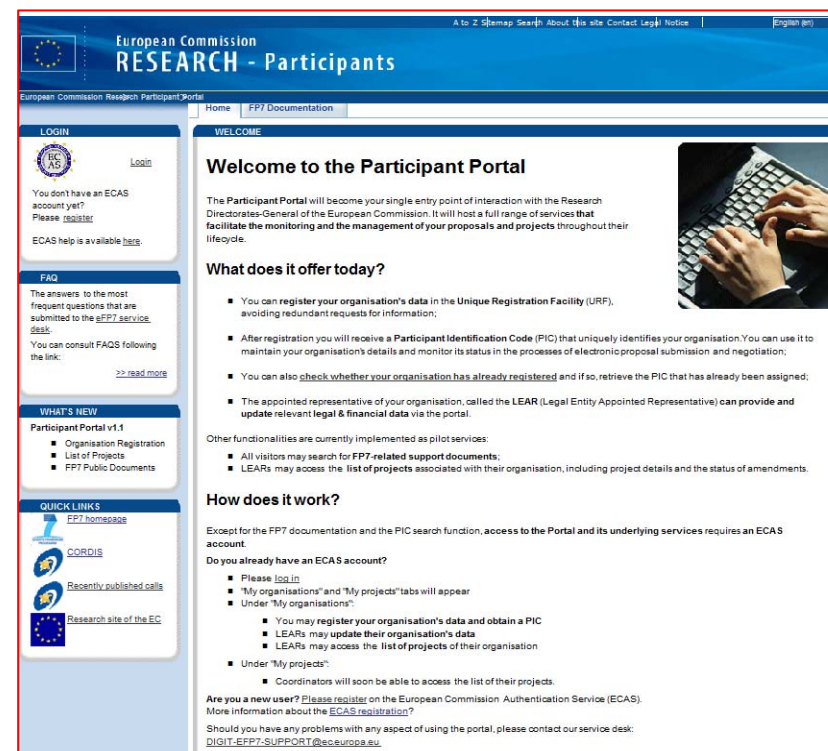 A to Z Sitemap Search About this site Contact Legal Notice
English (en)
European Commission
RESEARCH - Participants
European Commission Research Participant Portal
Home
FP7 Documentation
LOGIN
EC
AS
Login
You don't have an ECAS
account yet?
Please register
ECAS help is available here.
FAQ
The answers to the most
frequent questions that are
submitted to the eFP7 service
desk.
You can consult FAQS following
the link:
>> read more
WHAT'S NEW
Participant Portal v1.1
Organisation Registration
List of Projects
FP7 Public Documents
QUICK LINKS
FP7 homepage
CORDIS
Recently published calls
Research site of the EC
WELCOME
Welcome to the Participant Portal
The Participant Portal will become your single entry point of interaction with the Research
Directorates-General of the European Commission. It will host a full range of services that
facilitate the monitoring and the management of your proposals and projects throughout their
lifecycle.
What does it offer today?
You can register your organisation's data in the Unique Registration Facility (URF),
avoiding redundant requests for information;
After registration you will receive a Participant Identification Code (PIC) that uniquely identifies your organisation.You can use it to
maintain your organisation's details and monitor its status in the processes of electronic proposal submission and negotiation;
You can also check whether your organisation has already registered and if so, retrieve the PIC that has already been assigned;
The appointed representative of your organisation, called the LEAR (Legal Entity Appointed Representative) can provide and
update relevant legal & financial data via the portal.
Other functionalities are currently implemented as pilot services:
All visitors may search for FP7-related support documents;
LEARs may access the list of projects associated with their organisation, including project details and the status of amendments.
How does it work?
Except for the FP7 documentation and the PIC search function, access to the Portal and its underlying services requires an ECAS
account.
Do you already have an ECAS account?
Please log in
"My organisations" and "My projects" tabs will appear
Under "My organisations":
You may register your organisation's data and obtain a PIC
LEARs may update their organisation's data
LEARs may access the list of projects of their organisation
Under "My projects":
Coordinators will soon be able to access the list of their projects.
Are you a new user? Please register on the European Commission Authentication Service (ECAS).
More information about the ECAS registration?
Should you have any problems with any aspect of using the portal, please contact our service desk:
DIGIT-EFP7-SUPPORT@ec.europa.eu